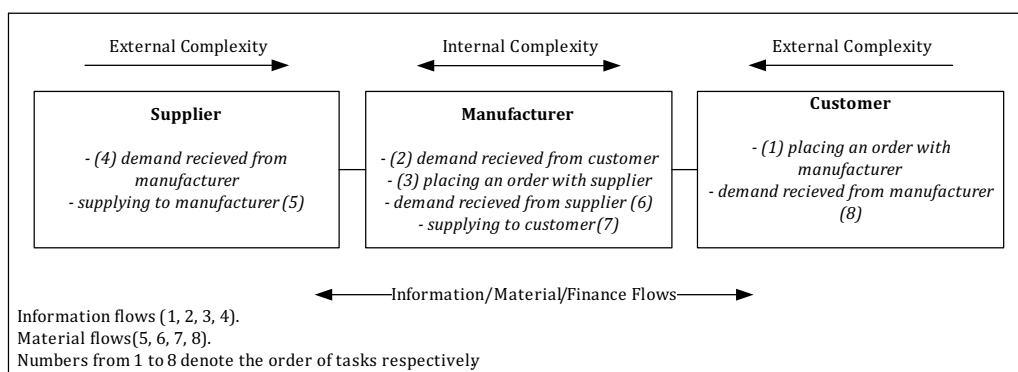 External Complexity
Internal Complexity
External Complexity
Supplier
- (4) demand recieved from
manufacturer
- supplying to manufacturer (5)
Manufacturer
- (2) demand recieved from customer
- (3) placing an order with supplier
- demand recieved from supplier (6)
- supplying to customer(7)
Customer
- (1) placing an order with
manufacturer
- demand recieved from manufacturer
(8)
Information/Material/Finance Flows
Information flows (1, 2, 3, 4).
Material flows(5, 6, 7, 8).
Numbers from 1 to 8 denote the order of tasks respectively